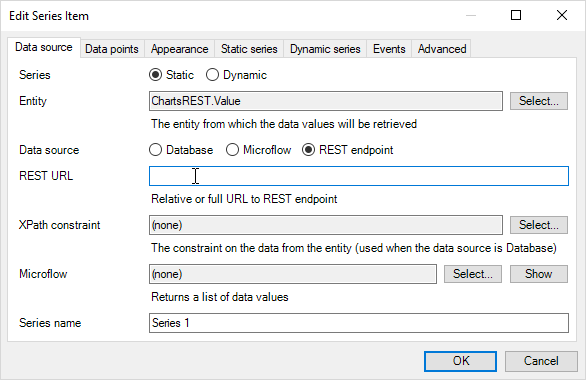 Edit Series Item
Data source Data points Appearance Static series Dynamic series Events Advanced
Series Static Dynamic
Entity ChartsREST.Value Select...
The entity from which the data values will be retrieved
Data source Database Microflow REST endpoint
REST URL
Relative or full URL to REST endpoint
XPath constraint (none) Select...
The constraint on the data from the entity (used when the data source is Database)
Microflow (none) Select... Show
Returns a list of data values
Series name Series 1
OK Cancel